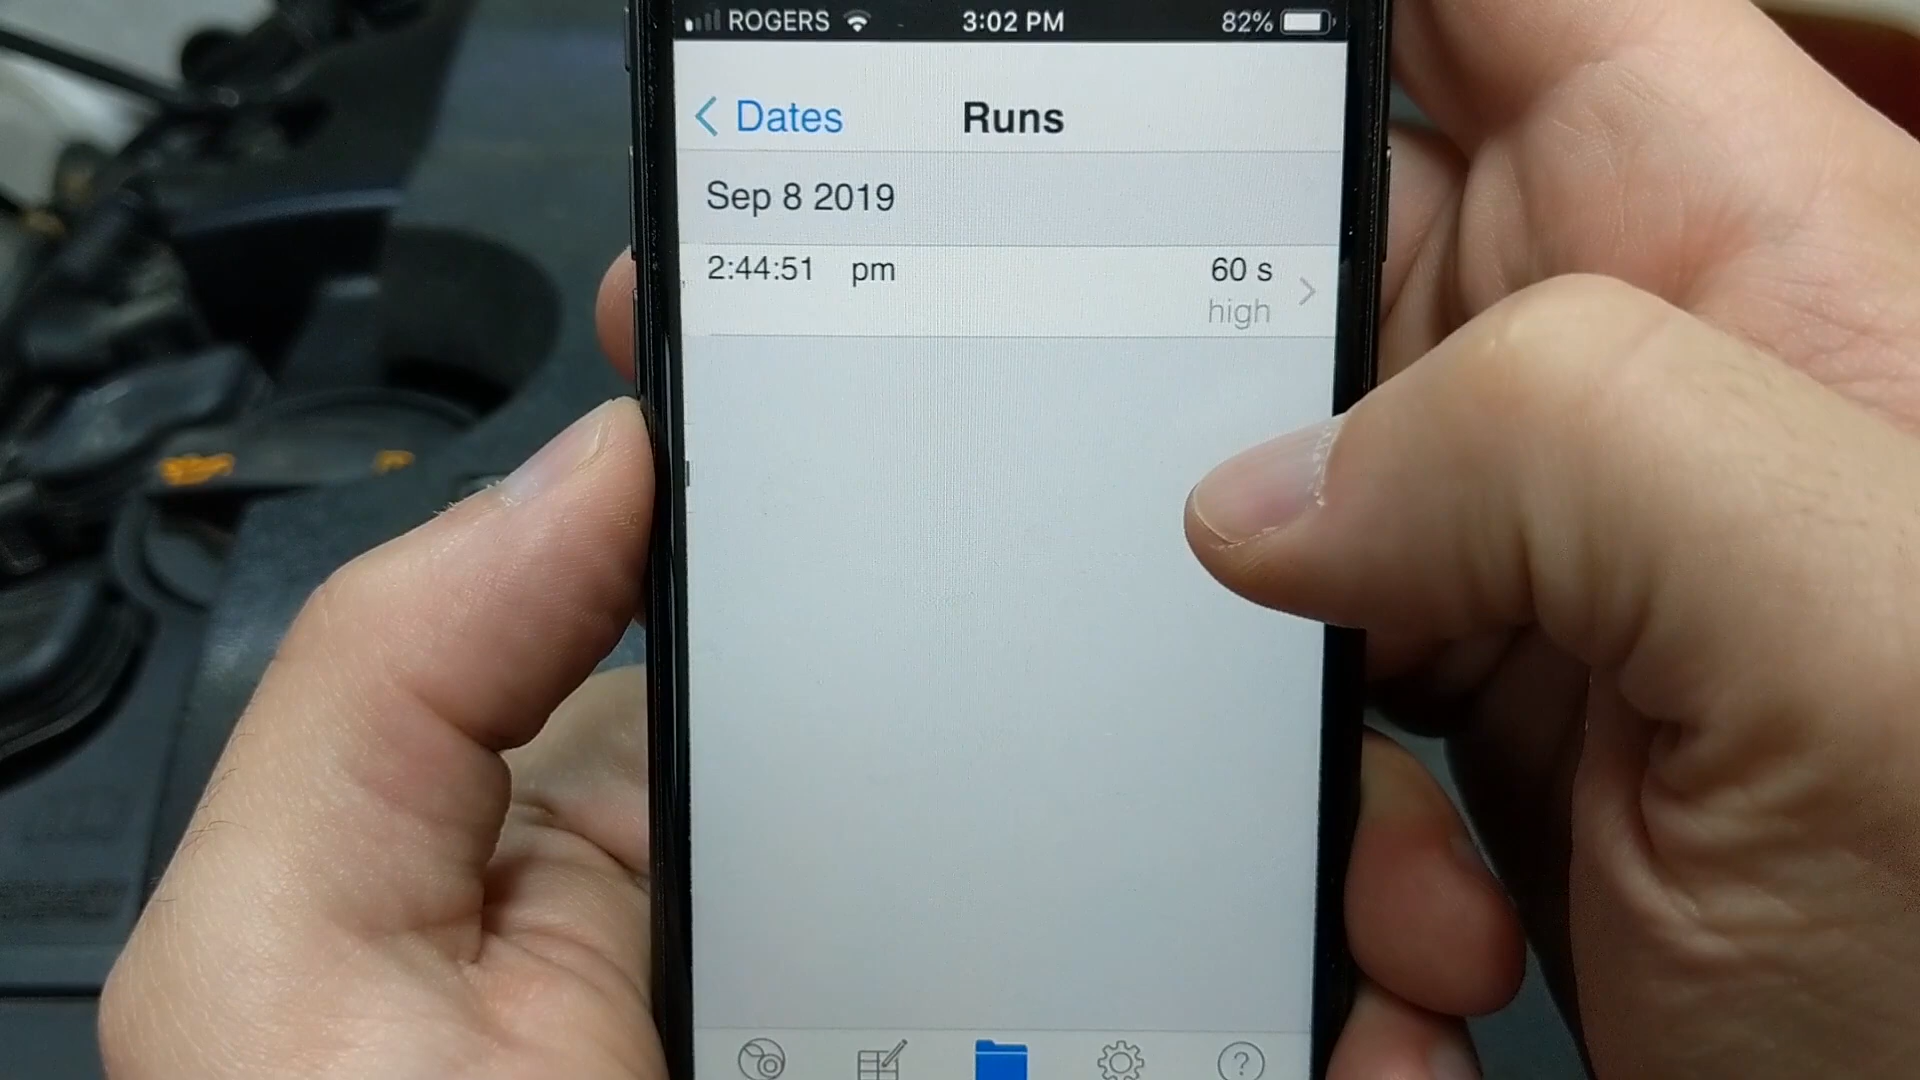 ROGERS 3:02 PM 82%
Dates Runs
Sep 8 2019
2:44:51 pm 60 s
high
?